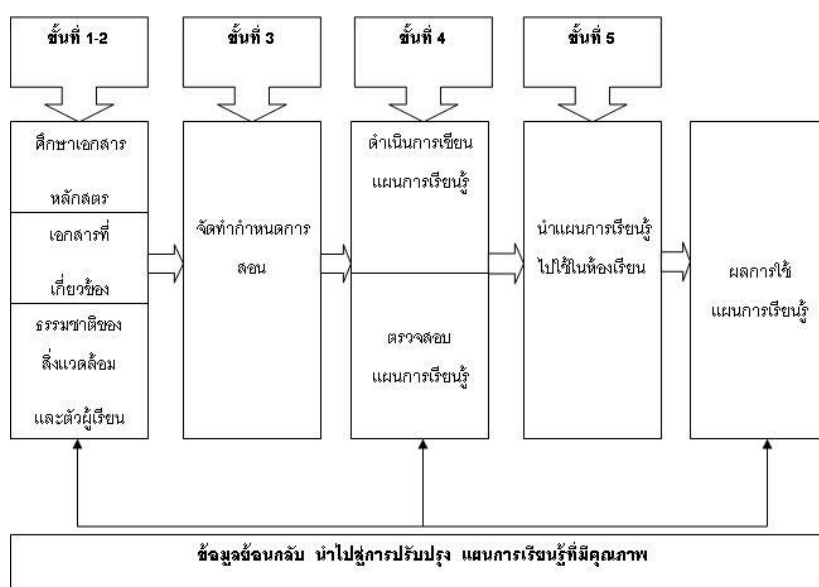 ขั้นที่ 1-2
ขั้นที่ 3
ขั้นที่ 4
ขั้นที่ 5
ศึกษาเอกสาร
หลักสตร
เอกสารที่
เกี่ยวข้อง
ธรรมชาติของ
สิ่งแวดล้อม
และตัวผู้เรียน
จัดทำกำหนดการ
สอน
ดำเนินการเขียน
แผนการเรียนรู้
ตรวจสอบ
แผนการเรียนรู้
นำแผนการเรียนรู้
ไปใช้ในห้องเรียน
ผลการใช้
แผนการเรียนรู้
ข้อมูลย้อนกลับ นำไปสู่การปรับปรุง แผนการเรียนรู้ที่มีคุณภาพ